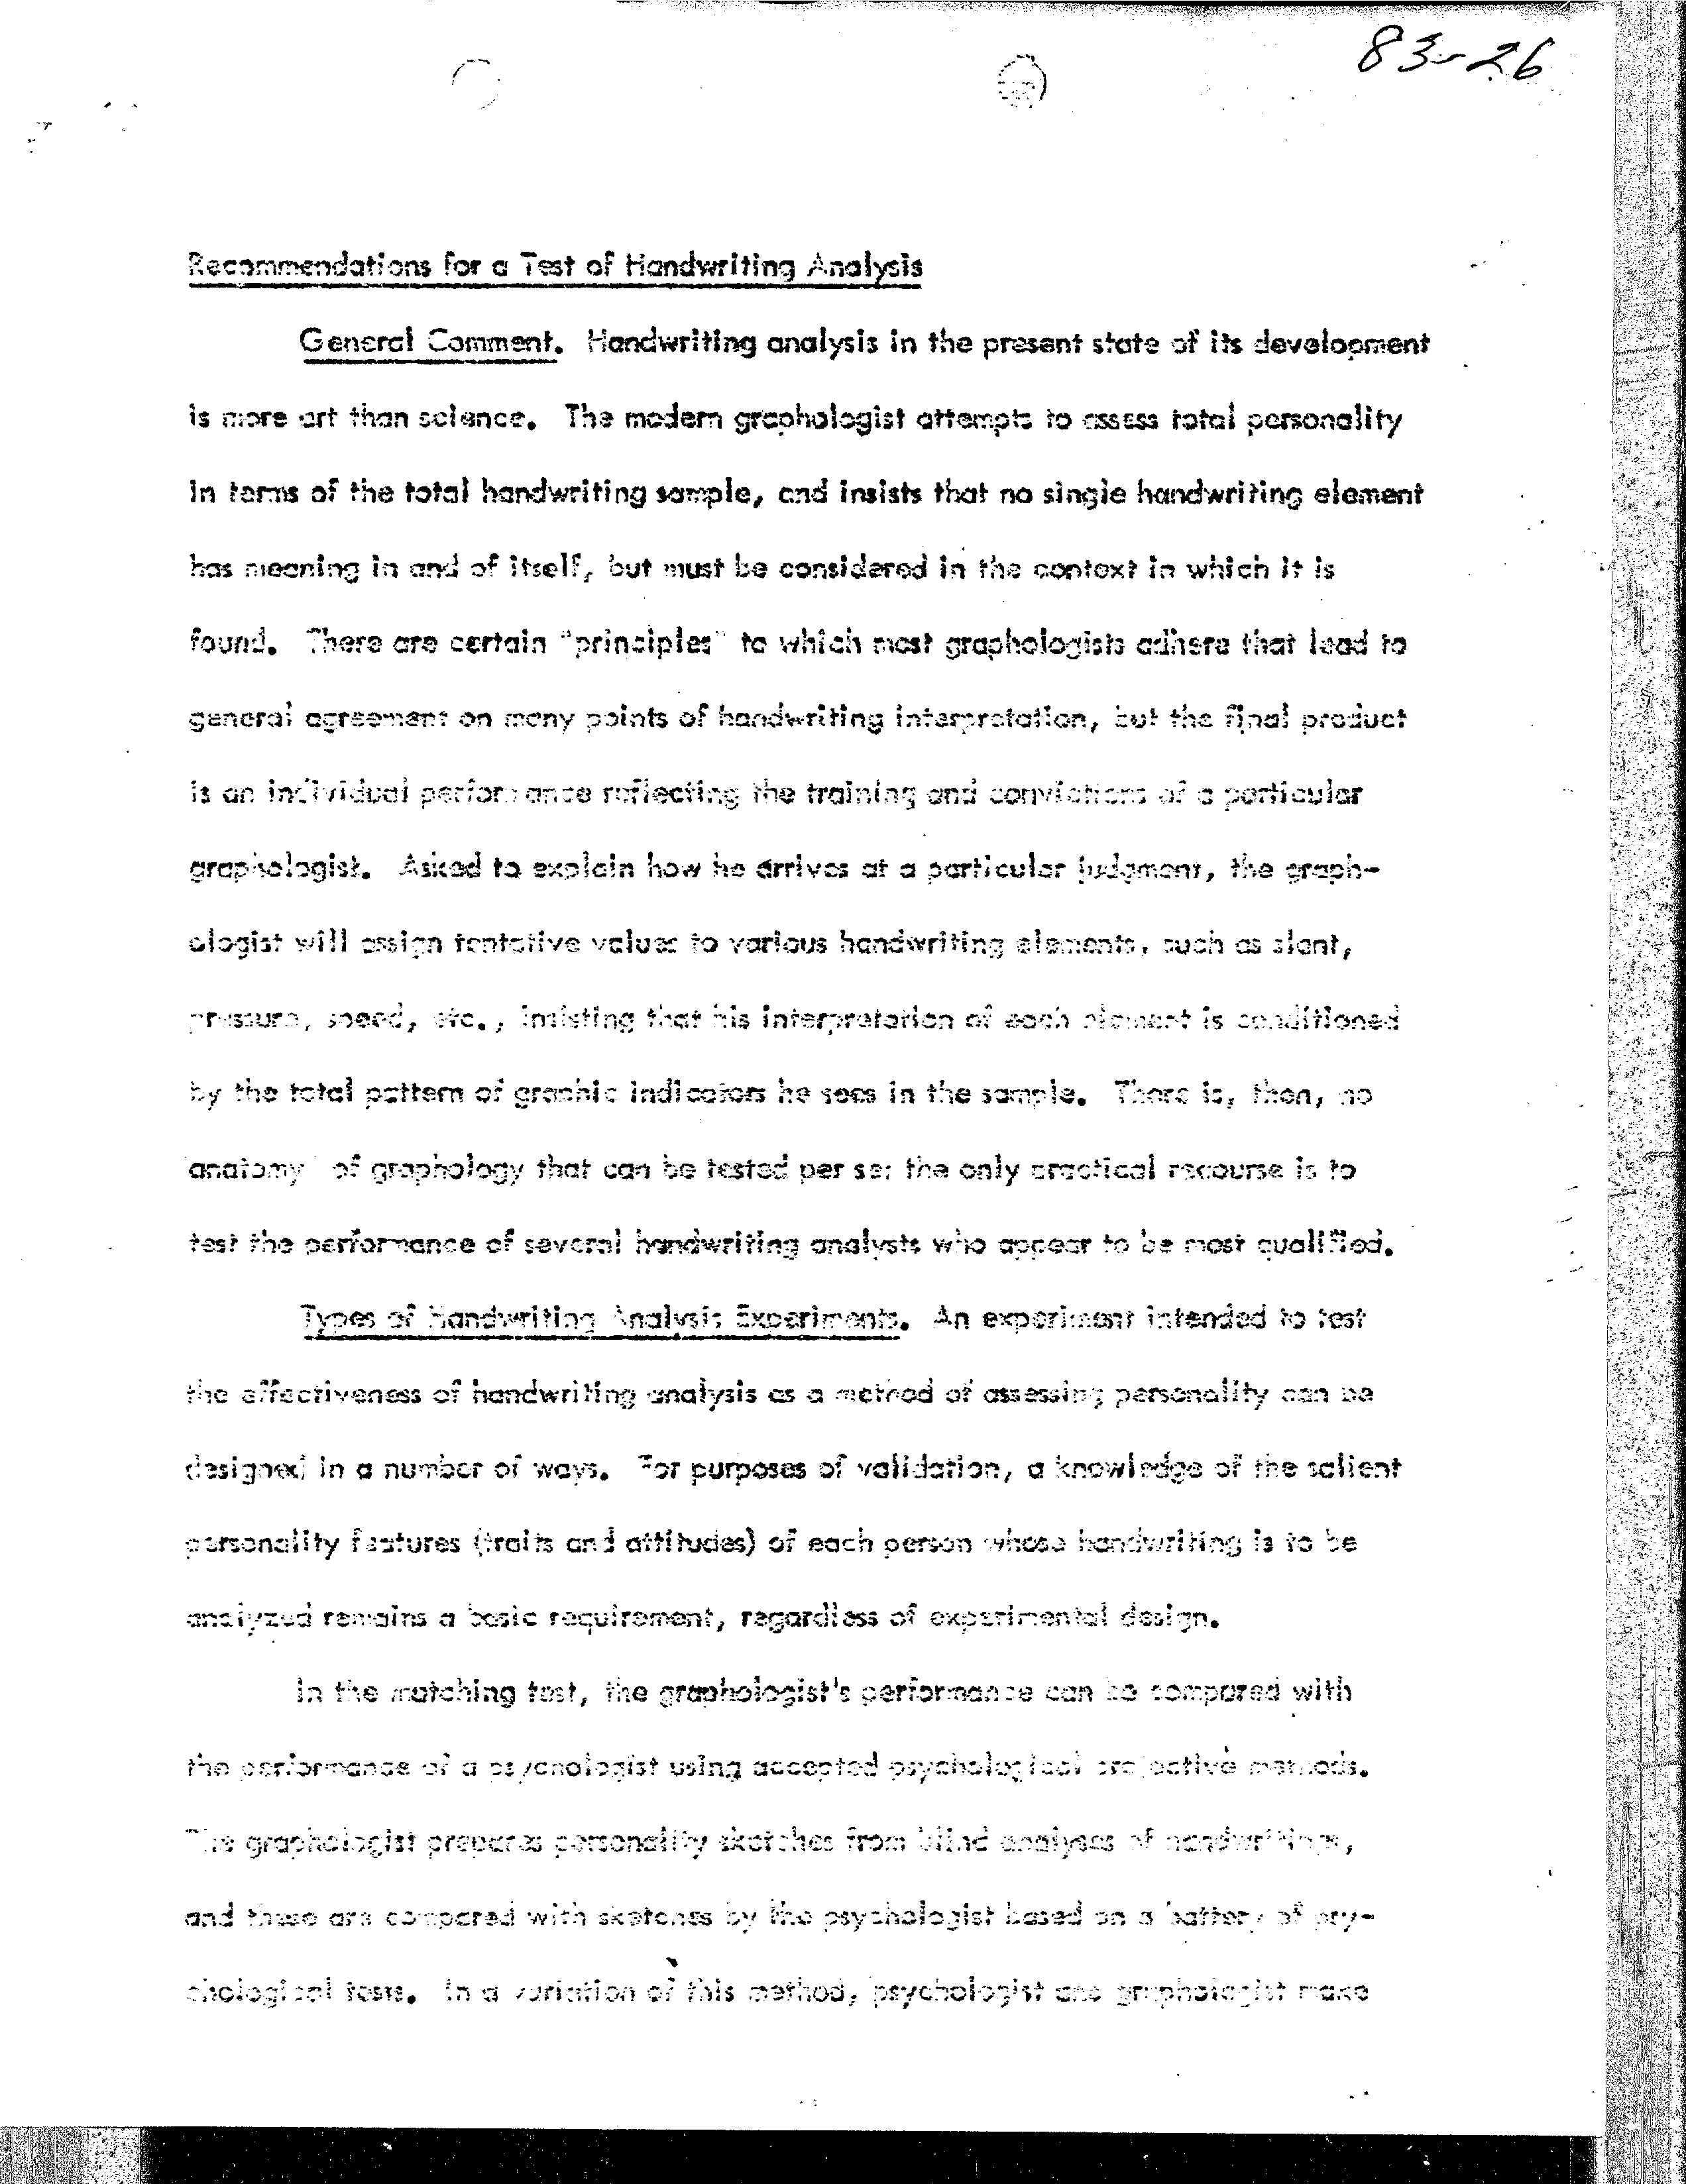 83-26
Recommendations for a Test of Handwriting Analysis
General Comment. Handwriting analysis in the present state of its development
is more art than science. The modern graphologist attempts to assess total personality
in terms of the total handwriting sample, and insists that no single handwriting element
has meaning in and of itself, but must be considered in the context in which it is
found. There are certain "principles" to which most graphologists adhere that lead to
general agreement on many points of handwriting interpretation, but the final product
is an individual performance reflecting the training and convictions of a particular
graphologist. Asked to explain how he arrives at a particular judgment, the graph-
ologist will assign tentative values to various handwriting elements, such as slant,
pressure, speed, etc., insisting that his interpretation of each element is conditioned
by the total pattern of graphic indicators he sees in the sample. There is, then, no
anatomy of graphology that can be tested per se; the only practical recourse is to
test the performance of several handwriting analysts who appear to be most qualified.
Types of Handwriting Analysis Experiments. An experiment intended to test
the effectiveness of handwriting analysis as a method of assessing personality can be
designed in a number of ways. For purposes of validation, a knowledge of the salient
personality features (traits and attitudes) of each person whose handwriting is to be
analyzed remains a basic requirement, regardless of experimental design.
In the matching test, the graphologist's performance can be compared with
the performance of a psychologist using accepted psychological projective methods.
The graphologist prepares personality sketches from blind analyses of handwritings,
and these are compared with sketches by the psychologist based on a battery of psy-
chological tests. In a variation of this method, psychologist and graphologist make